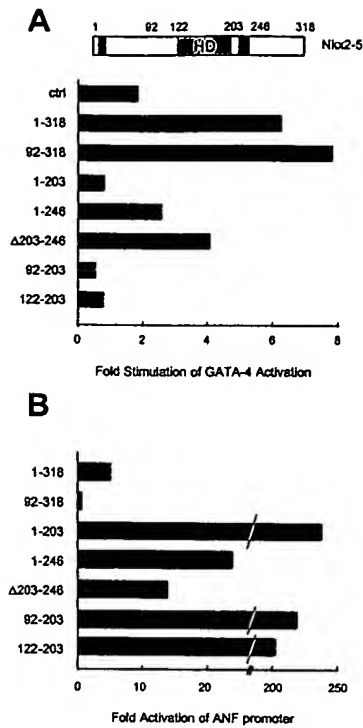 A
1 92 122 203 246 318
HD Nkx2-5
ctrl
1-318
92-318
1-203
1-246
Δ203-246
92-203
122-203
0 2 4 6 8
Fold Stimulation of GATA-4 Activation
B
1-318
92-318
1-203
1-246
Δ203-246
92-203
122-203
0 10 20 200 250
Fold Activation of ANF promoter